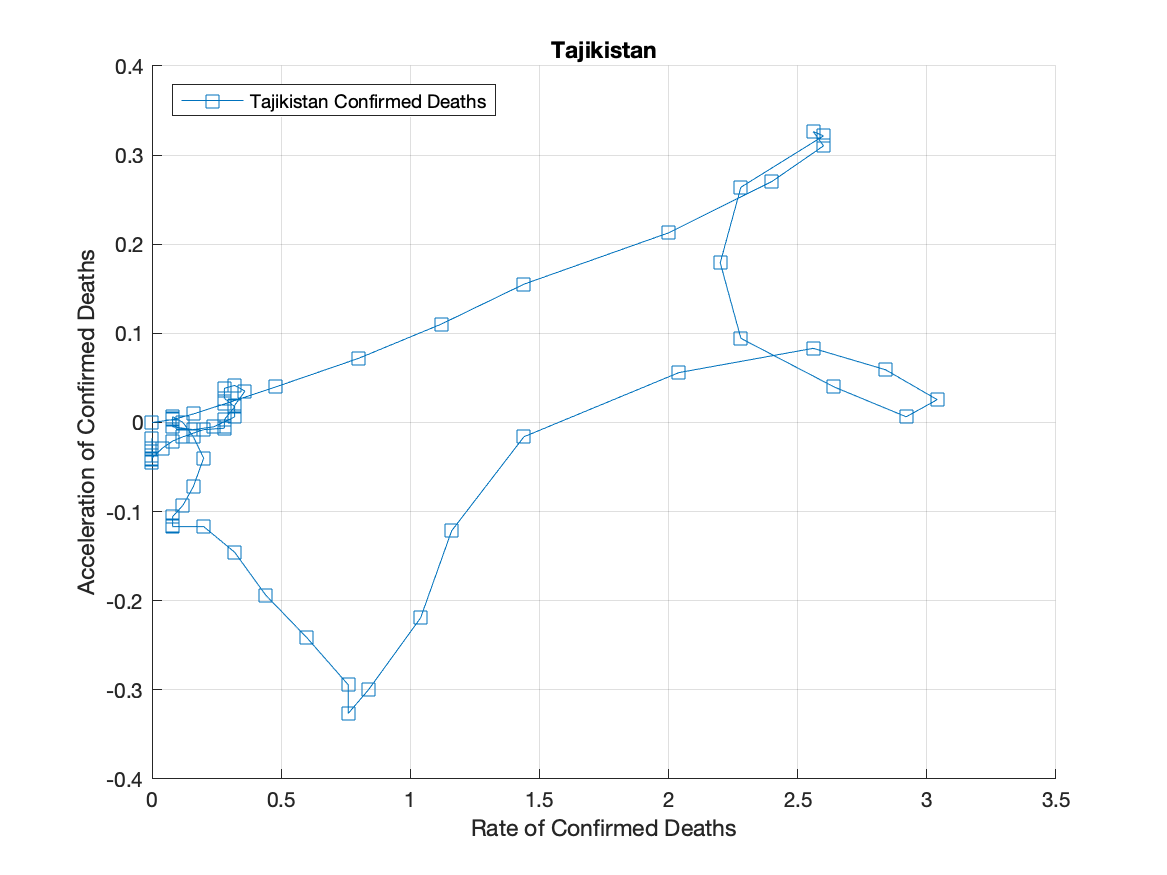 Tajikistan
Tajikistan Confirmed Deaths
Acceleration of Confirmed Deaths
0.4
0.3
0.2
0.1
0
-0.1
-0.2
-0.3
-0.4
0 0.5 1 1.5 2 2.5 3 3.5
Rate of Confirmed Deaths